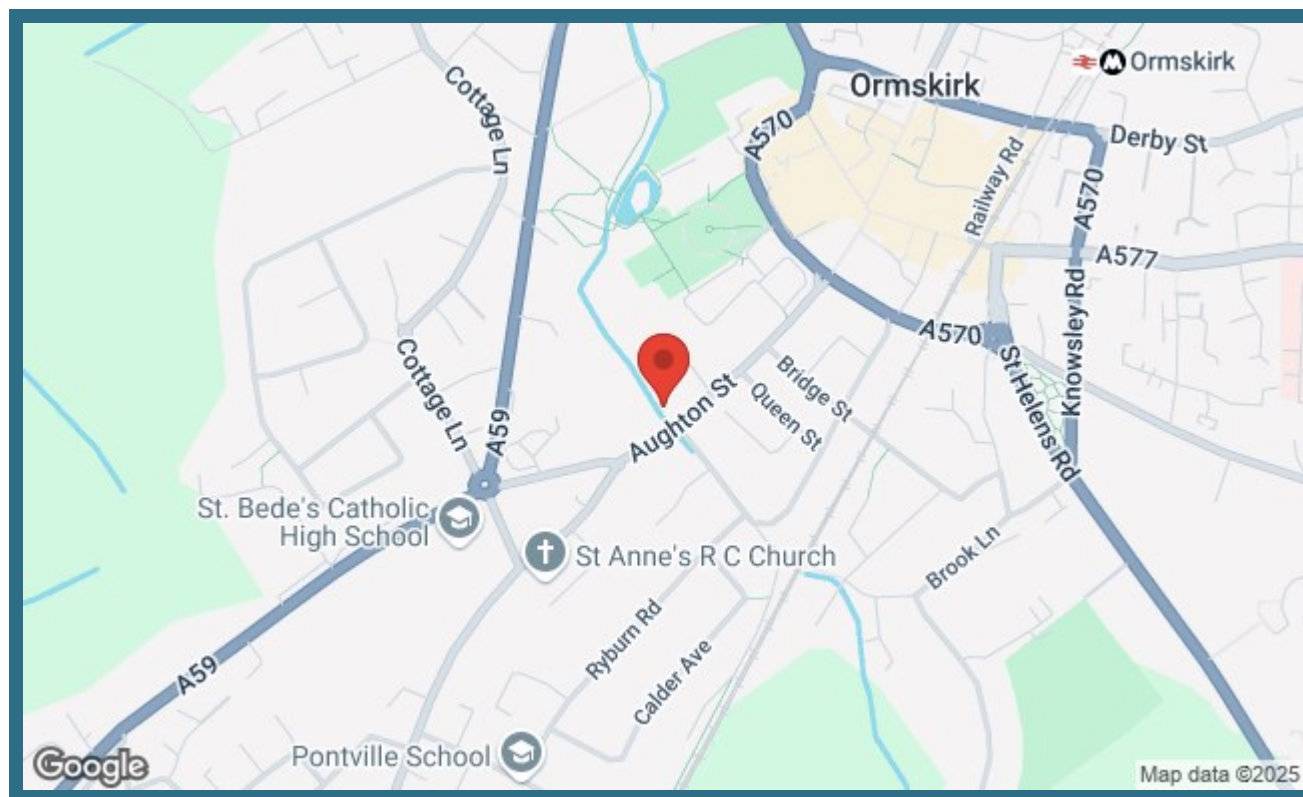 Ormskirk
Ormskirk
Cottage Ln
A570
Derby St
Railway Rd
A570
A577
Knowsley Rd
A570
St Helens Rd
Cottage Ln
A59
Aughton St
Bridge St
Queen St
St. Bede's Catholic
High School
St Anne's R C Church
Brook Ln
Ryburn Rd
Calder Ave
A59
Pontville School
Google
Map data ©2025